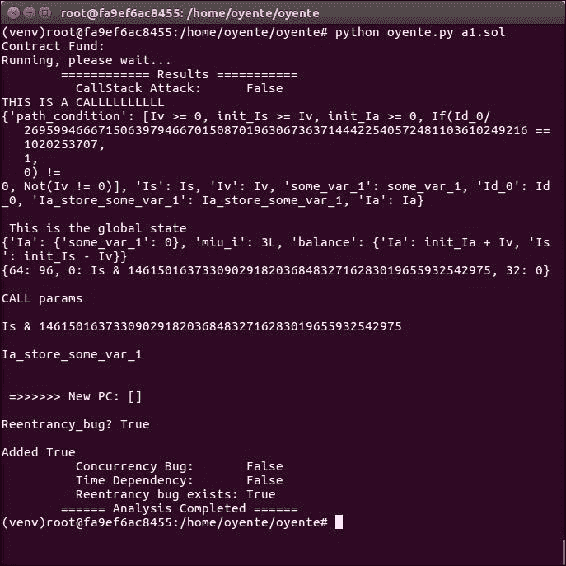 root@fa9ef6ac8455: /home/oyente/oyente
(venv)root@fa9ef6ac8455:/home/oyente/oyente# python oyente.py a1.sol
Contract Fund:
Running, please wait...
============ Results ===========
CallStack Attack: False
THIS IS A CALLLLLLLLLL
{'path_condition': [Iv >= 0, init_Is >= Iv, init_Ia >= 0, If(Id_0/
26959946667150639794667015087019630673637144422540572481103610249216 ==
1020253707,
1,
0) !=
0, Not(Iv != 0)], 'Is': Is, 'Iv': Iv, 'some_var_1': some_var_1, 'Id_0': Id
_0, 'Ia_store_some_var_1': Ia_store_some_var_1, 'Ia': Ia}
This is the global state
{'Ia': {'some_var_1': 0}, 'miu_i': 3L, 'balance': {'Ia': init_Ia + Iv, 'Is
': init_Is - Iv}}
{64: 96, 0: Is & 1461501637330902918203684832716283019655932542975, 32: 0}
CALL params
Is & 1461501637330902918203684832716283019655932542975
Ia_store_some_var_1
=>>>>>> New PC: []
Reentrancy_bug? True
Added True
Concurrency Bug: False
Time Dependency: False
Reentrancy bug exists: True
====== Analysis Completed ======
(venv)root@fa9ef6ac8455:/home/oyente/oyente#